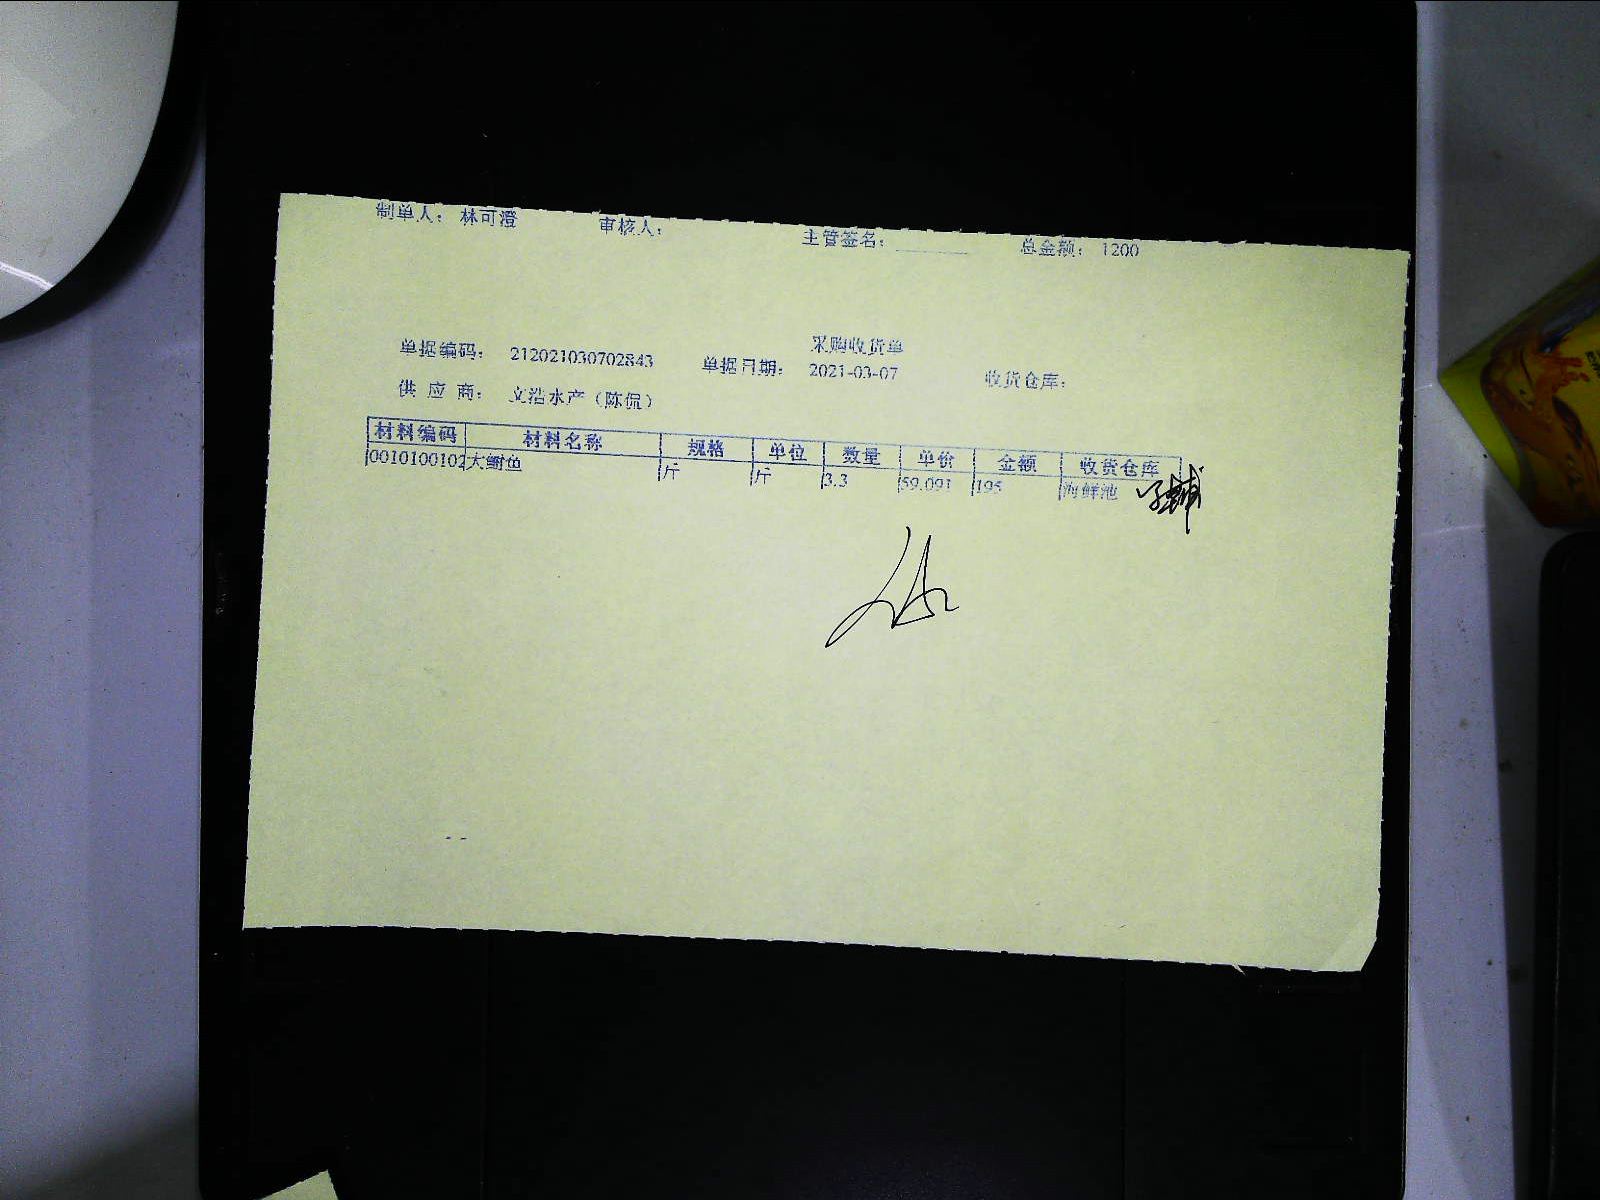 制单人： 林可澄 审核人： 主管签名： 总金额： 1200
采购收货单
单据编码： 212021030702843 单据日期： 2021-03-07 收货仓库：
供 应 商： 文浩水产（陈侃）
材料编码 材料名称 规格 单位 数量 单价 金额 收货仓库
0010100102 大鲥鱼 斤 斤 3.3 59.091 195 海鲜池